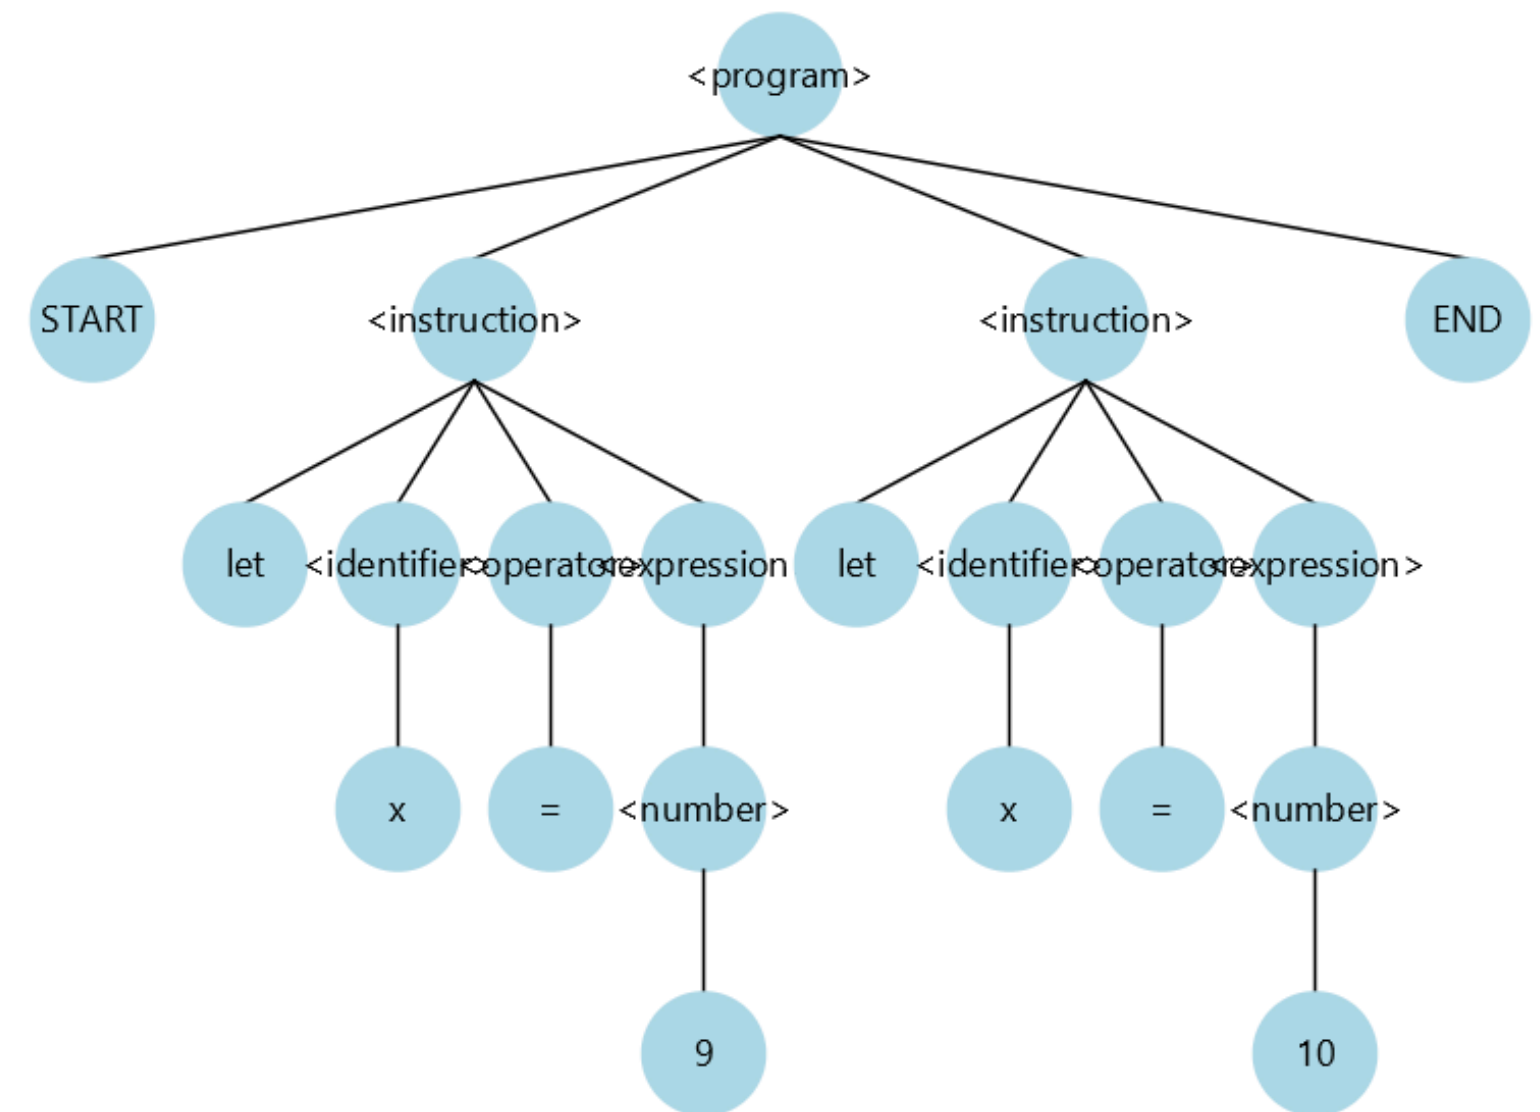 <program>
START <instruction> <instruction> END
let <identifier> <operator> <expression let <identifier> <operator> <expression>
x = <number> x = <number>
9 10